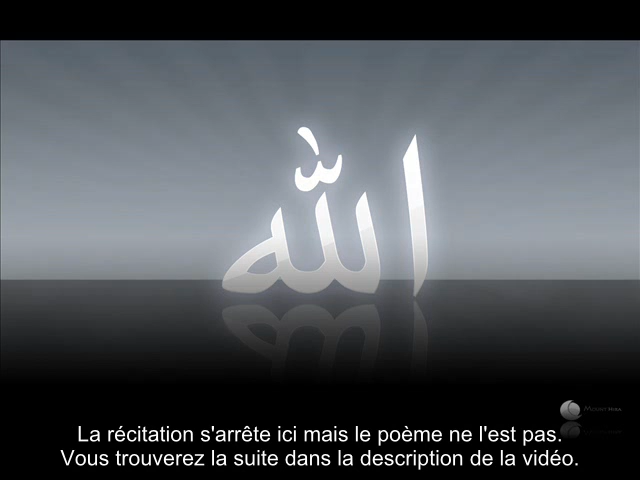 الله
La récitation s'arrête ici mais le poème ne l'est pas.
Vous trouverez la suite dans la description de la vidéo.